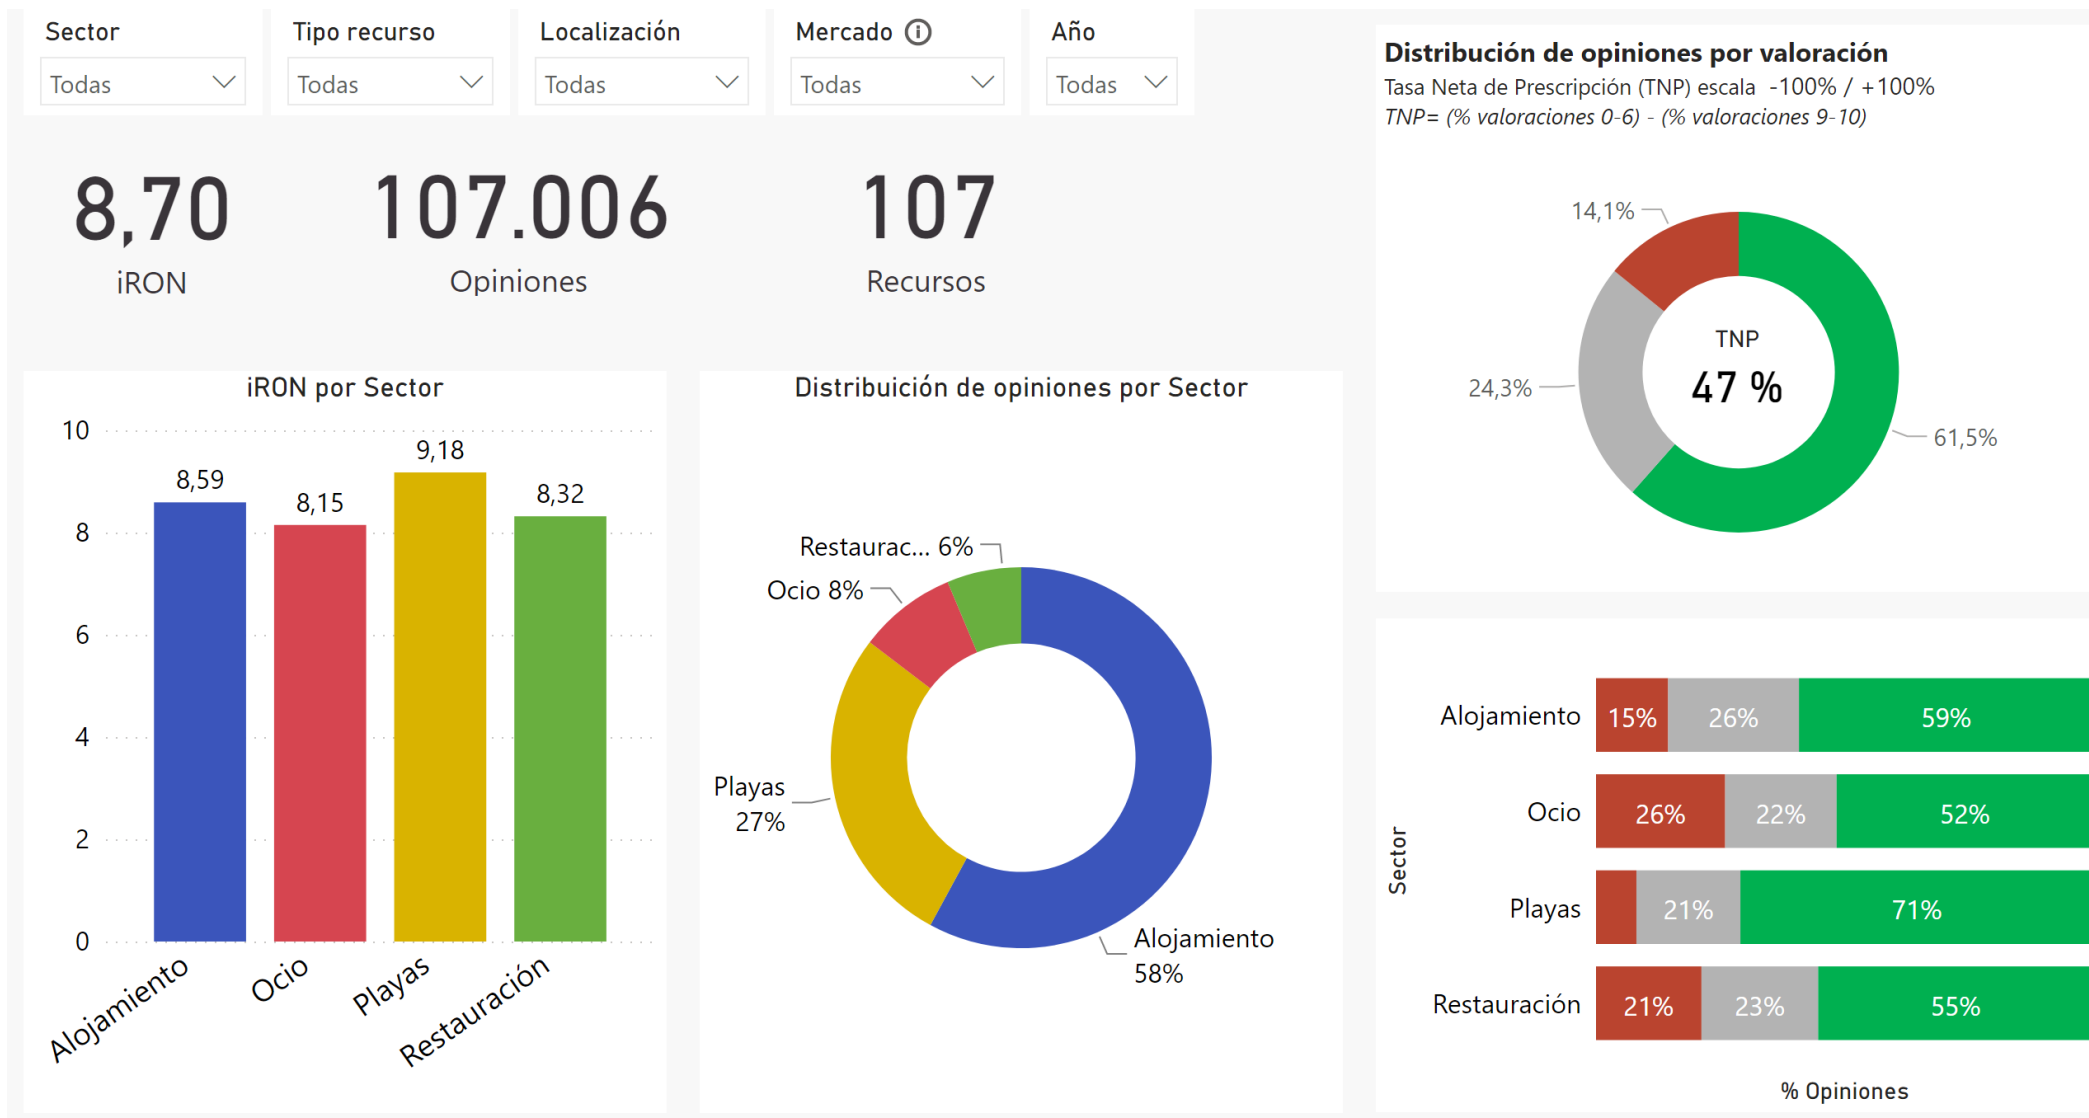 Sector
Todas
Tipo recurso
Todas
Localización
Todas
Mercado
Todas
Año
Todas
8,70
iRON
107.006
Opiniones
107
Recursos
iRON por Sector
10
8
6
4
2
0
8,59
8,15
9,18
8,32
Alojamiento
Ocio
Playas
Restauración
Distribuición de opiniones por Sector
Restaurac... 6%
Ocio 8%
Playas
27%
Alojamiento
58%
Distribución de opiniones por valoración
Tasa Neta de Prescripción (TNP) escala -100% / +100%
TNP= (% valoraciones 0-6) - (% valoraciones 9-10)
14,1%
24,3%
61,5%
TNP
47 %
Sector
Alojamiento 15% 26% 59%
Ocio 26% 22% 52%
Playas 21% 71%
Restauración 21% 23% 55%
% Opiniones